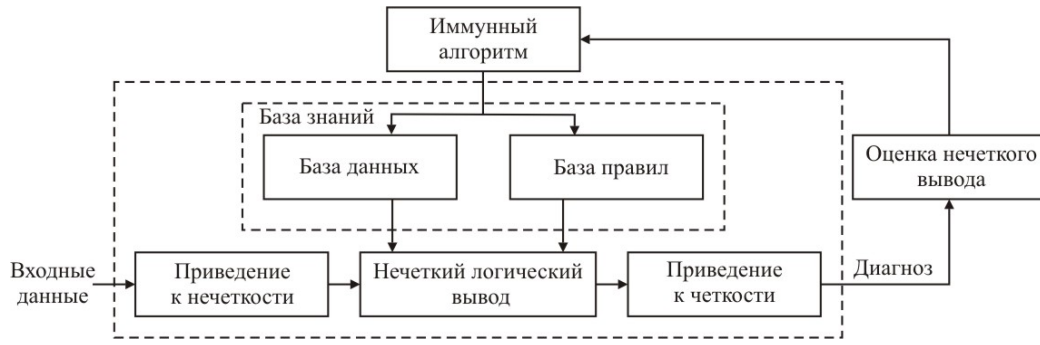 Иммунный
алгоритм
База знаний
База данных
База правил
Оценка нечеткого
вывода
Входные
данные
Приведение
к нечеткости
Нечеткий логический
вывод
Приведение
к четкости
Диагноз